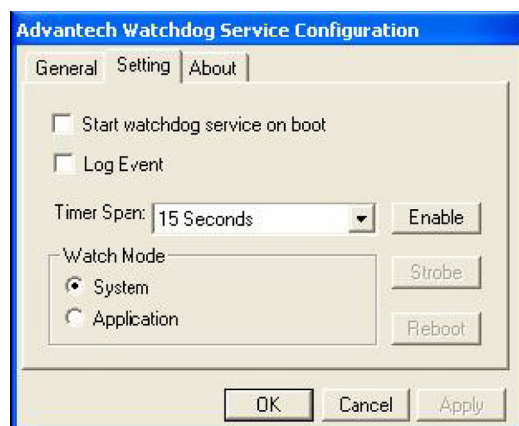 Advantech Watchdog Service Configuration
General Setting About
Start watchdog service on boot
Log Event
Timer Span: 15 Seconds Enable
Watch Mode
System
Application
Strobe
Reboot
OK Cancel Apply